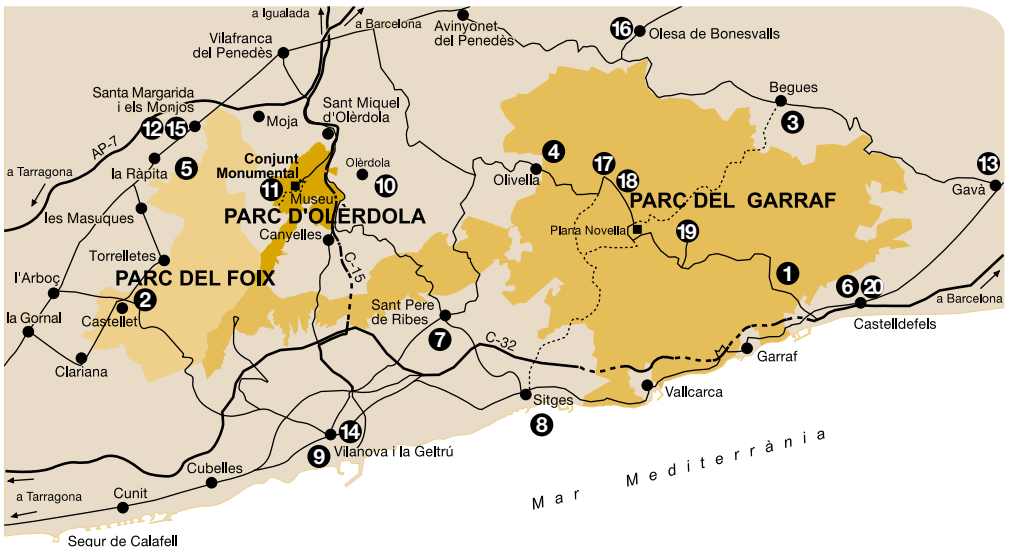 a Igualada
a Barcelona
Avinyonet
del Penedès
16
Olesa de Bonesvalls
Vilafranca
del Penedès
Begues
3
Santa Margarida
i els Monjos
12 15
Moja
Sant Miquel
d'Olèrdola
AP-7
a Tarragona
la Ràpita
5
Conjunt
Monumental
11
Museu
Olèrdola
10
4
Olivella
17
18
13
Gavà
les Masuques
PARC D'OLÈRDOLA
PARC DEL GARRAF
Canyelles
Plana Novella
19
Torrelletes
C-15
PARC DEL FOIX
l'Arboç
2
Castellet
1
6 20
a Barcelona
Castelldefels
Sant Pere
de Ribes
7
la Gornal
C-32
Clariana
Garraf
Vallcarca
Sitges
8
14
9
Vilanova i la Geltrú
Mar Mediterrània
Cubelles
a Tarragona
Cunit
Segur de Calafell